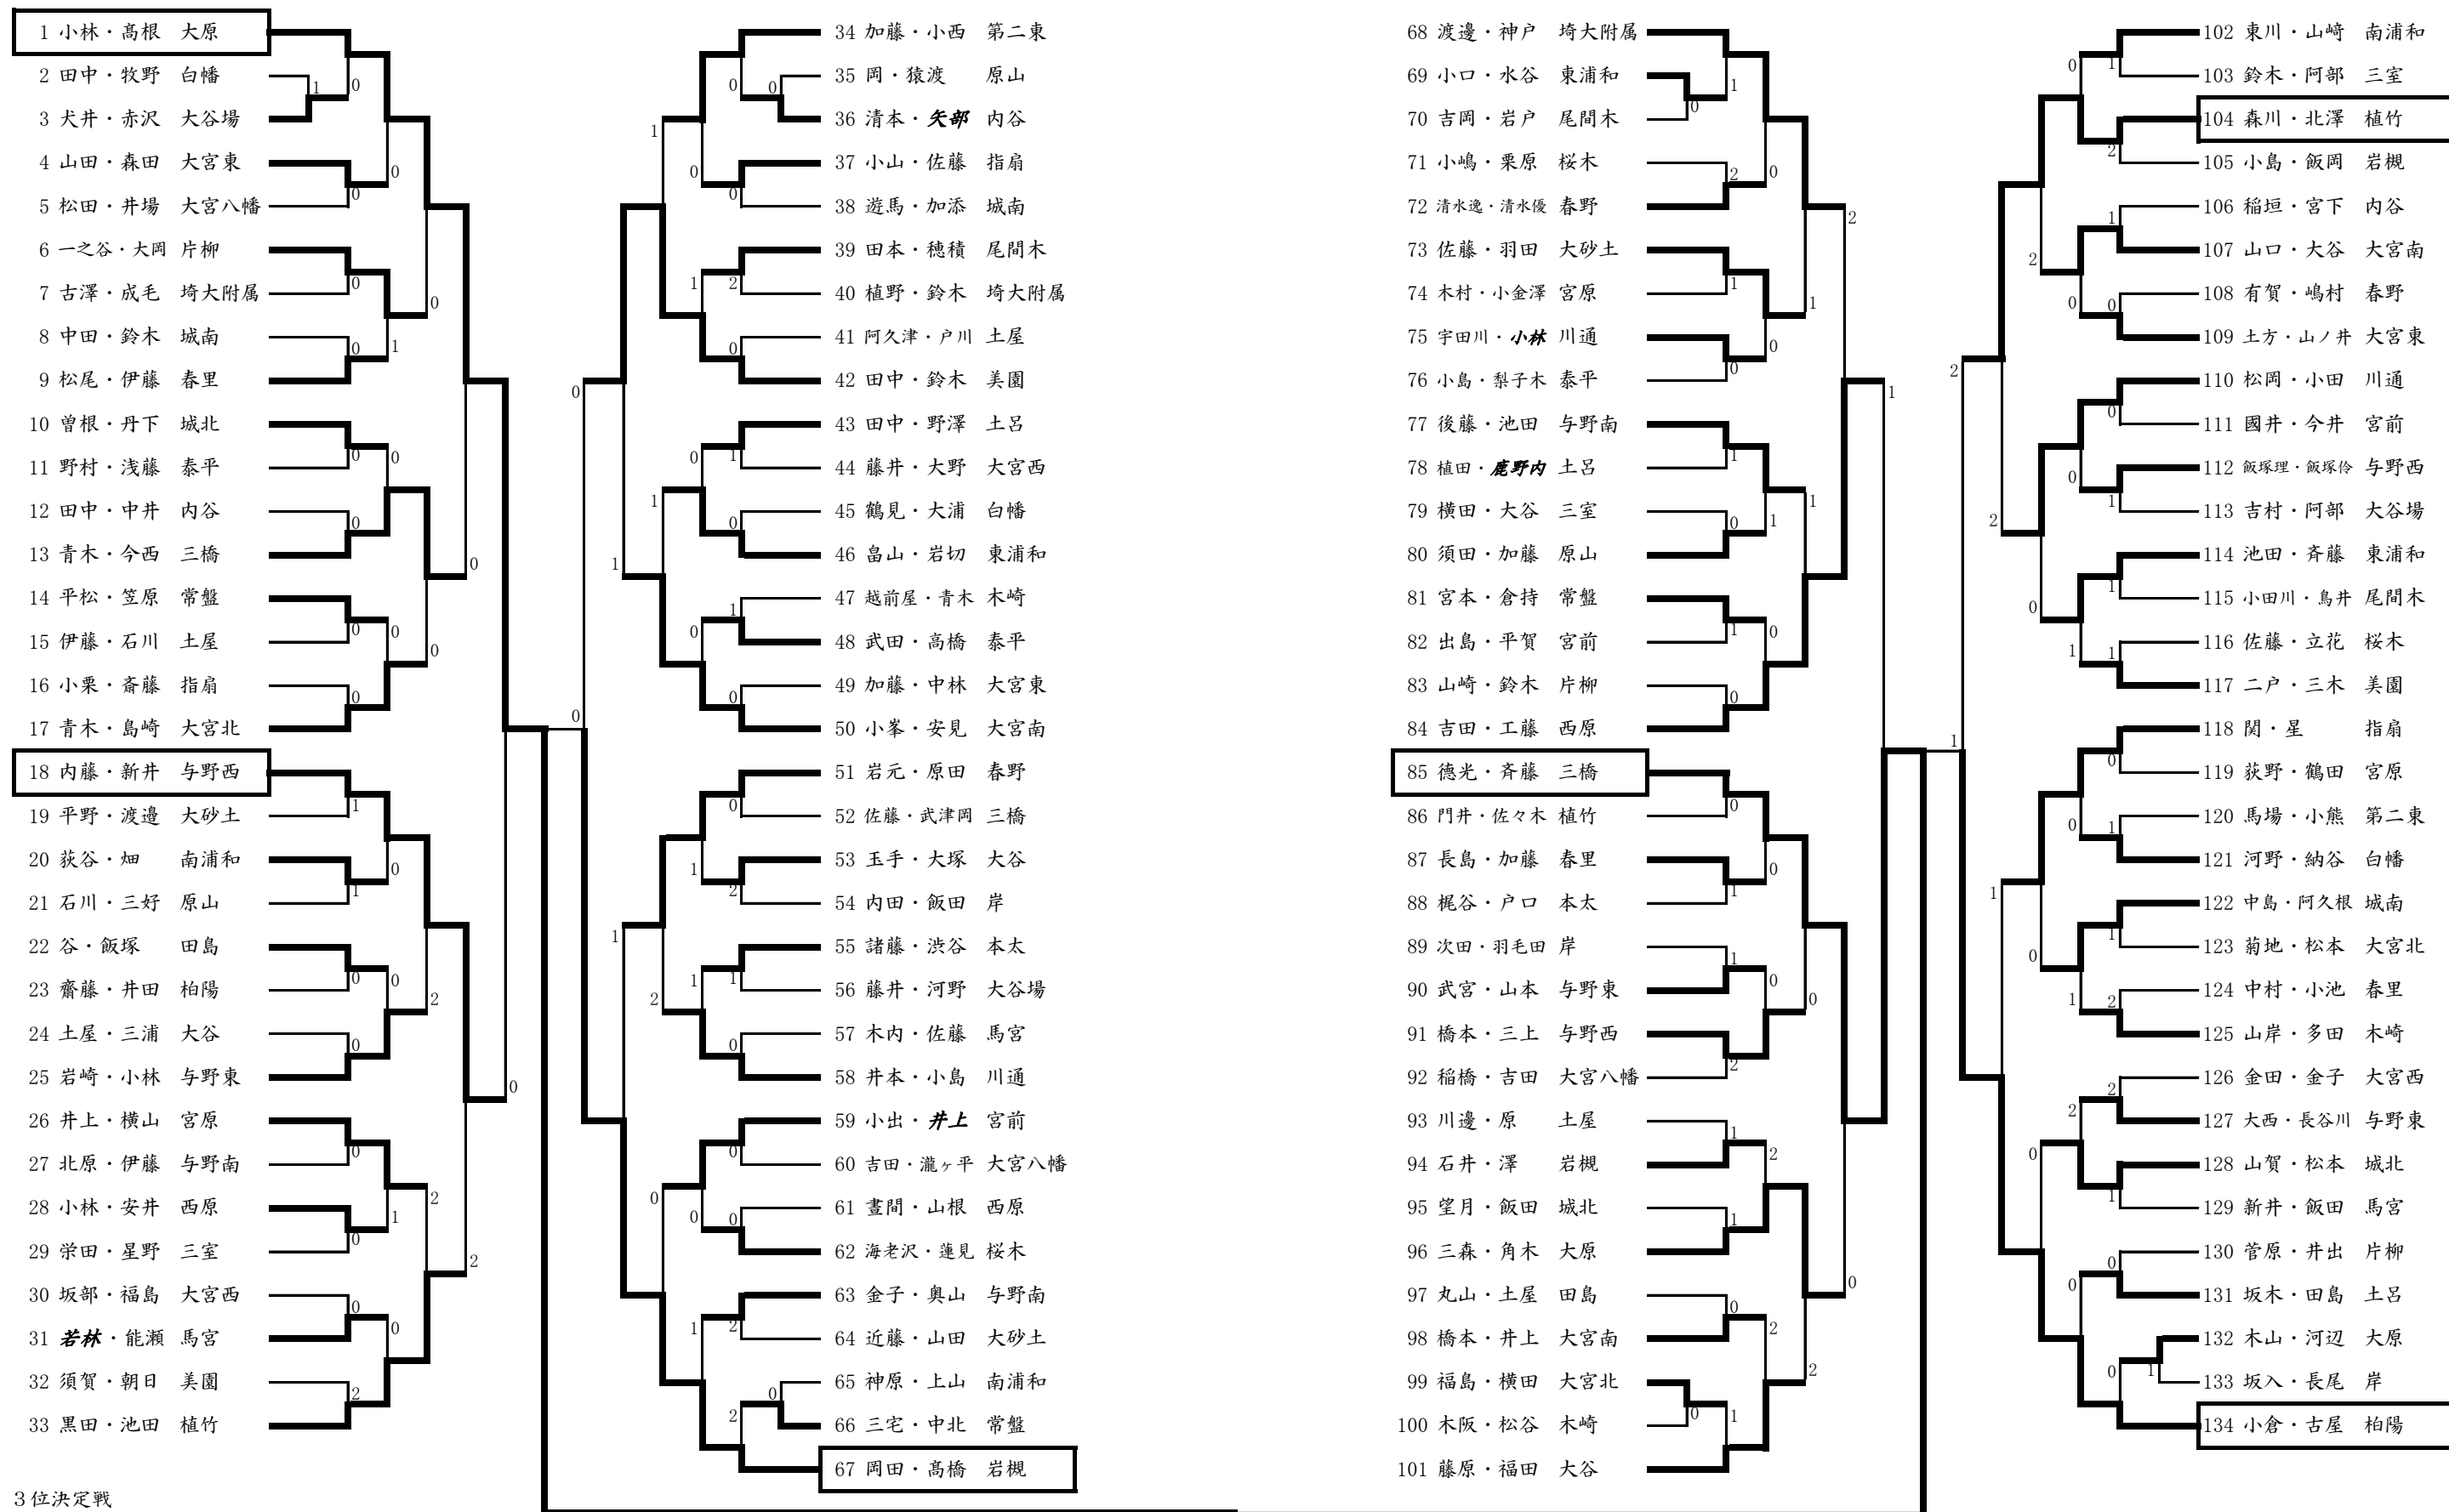 1 小林・髙根 大原
2 田中・牧野 白幡
3 犬井・赤沢 大谷場
4 山田・森田 大宮東
5 松田・井場 大宮八幡
6 一之谷・大岡 片柳
7 古澤・成毛 埼大附属
8 中田・鈴木 城南
9 松尾・伊藤 春里
10 曽根・丹下 城北
11 野村・浅藤 泰平
12 田中・中井 内谷
13 青木・今西 三橋
14 平松・笠原 常盤
15 伊藤・石川 土屋
16 小栗・斎藤 指扇
17 青木・島崎 大宮北
18 内藤・新井 与野西
19 平野・渡邉 大砂土
20 荻谷・畑 南浦和
21 石川・三好 原山
22 谷・飯塚 田島
23 齋藤・井田 柏陽
24 土屋・三浦 大谷
25 岩崎・小林 与野東
26 井上・横山 宮原
27 北原・伊藤 与野南
28 小林・安井 西原
29 栄田・星野 三室
30 坂部・福島 大宮西
31 若林・能瀬 馬宮
32 須賀・朝日 美園
33 黒田・池田 植竹
3位決定戦
34 加藤・小西 第二東
35 岡・猿渡 原山
36 清本・矢部 内谷
37 小山・佐藤 指扇
38 遊馬・加添 城南
39 田本・穂積 尾間木
40 植野・鈴木 埼大附属
41 阿久津・戸川 土屋
42 田中・鈴木 美園
43 田中・野澤 土呂
44 藤井・大野 大宮西
45 鶴見・大浦 白幡
46 畠山・岩切 東浦和
47 越前屋・青木 木崎
48 武田・高橋 泰平
49 加藤・中林 大宮東
50 小峯・安見 大宮南
51 岩元・原田 春野
52 佐藤・武津岡 三橋
53 玉手・大塚 大谷
54 内田・飯田 岸
55 諸藤・渋谷 本太
56 藤井・河野 大谷場
57 木内・佐藤 馬宮
58 井本・小島 川通
59 小出・井上 宮前
60 吉田・瀧ヶ平 大宮八幡
61 晝間・山根 西原
62 海老沢・蓮見 桜木
63 金子・奥山 与野南
64 近藤・山田 大砂土
65 神原・上山 南浦和
66 三宅・中北 常盤
67 岡田・髙橋 岩槻
68 渡邊・神戸 埼大附属
69 小口・水谷 東浦和
70 吉岡・岩戸 尾間木
71 小嶋・栗原 桜木
72 清水逸・清水優 春野
73 佐藤・羽田 大砂土
74 木村・小金澤 宮原
75 宇田川・小林 川通
76 小島・梨子木 泰平
77 後藤・池田 与野南
78 植田・鹿野内 土呂
79 横田・大谷 三室
80 須田・加藤 原山
81 宮本・倉持 常盤
82 出島・平賀 宮前
83 山崎・鈴木 片柳
84 吉田・工藤 西原
85 徳光・斉藤 三橋
86 門井・佐々木 植竹
87 長島・加藤 春里
88 梶谷・戸口 本太
89 次田・羽毛田 岸
90 武宮・山本 与野東
91 橋本・三上 与野西
92 稲橋・吉田 大宮八幡
93 川邊・原 土屋
94 石井・澤 岩槻
95 望月・飯田 城北
96 三森・角木 大原
97 丸山・土屋 田島
98 橋本・井上 大宮南
99 福島・横田 大宮北
100 木阪・松谷 木崎
101 藤原・福田 大谷
102 東川・山﨑 南浦和
103 鈴木・阿部 三室
104 森川・北澤 植竹
105 小島・飯岡 岩槻
106 稲垣・宮下 内谷
107 山口・大谷 大宮南
108 有賀・嶋村 春野
109 土方・山ノ井 大宮東
110 松岡・小田 川通
111 國井・今井 宮前
112 飯塚理・飯塚伶 与野西
113 吉村・阿部 大谷場
114 池田・斉藤 東浦和
115 小田川・鳥井 尾間木
116 佐藤・立花 桜木
117 二戸・三木 美園
118 関・星 指扇
119 荻野・鶴田 宮原
120 馬場・小熊 第二東
121 河野・納谷 白幡
122 中島・阿久根 城南
123 菊地・松本 大宮北
124 中村・小池 春里
125 山岸・多田 木崎
126 金田・金子 大宮西
127 大西・長谷川 与野東
128 山賀・松本 城北
129 新井・飯田 馬宮
130 菅原・井出 片柳
131 坂木・田島 土呂
132 木山・河辺 大原
133 坂入・長尾 岸
134 小倉・古屋 柏陽